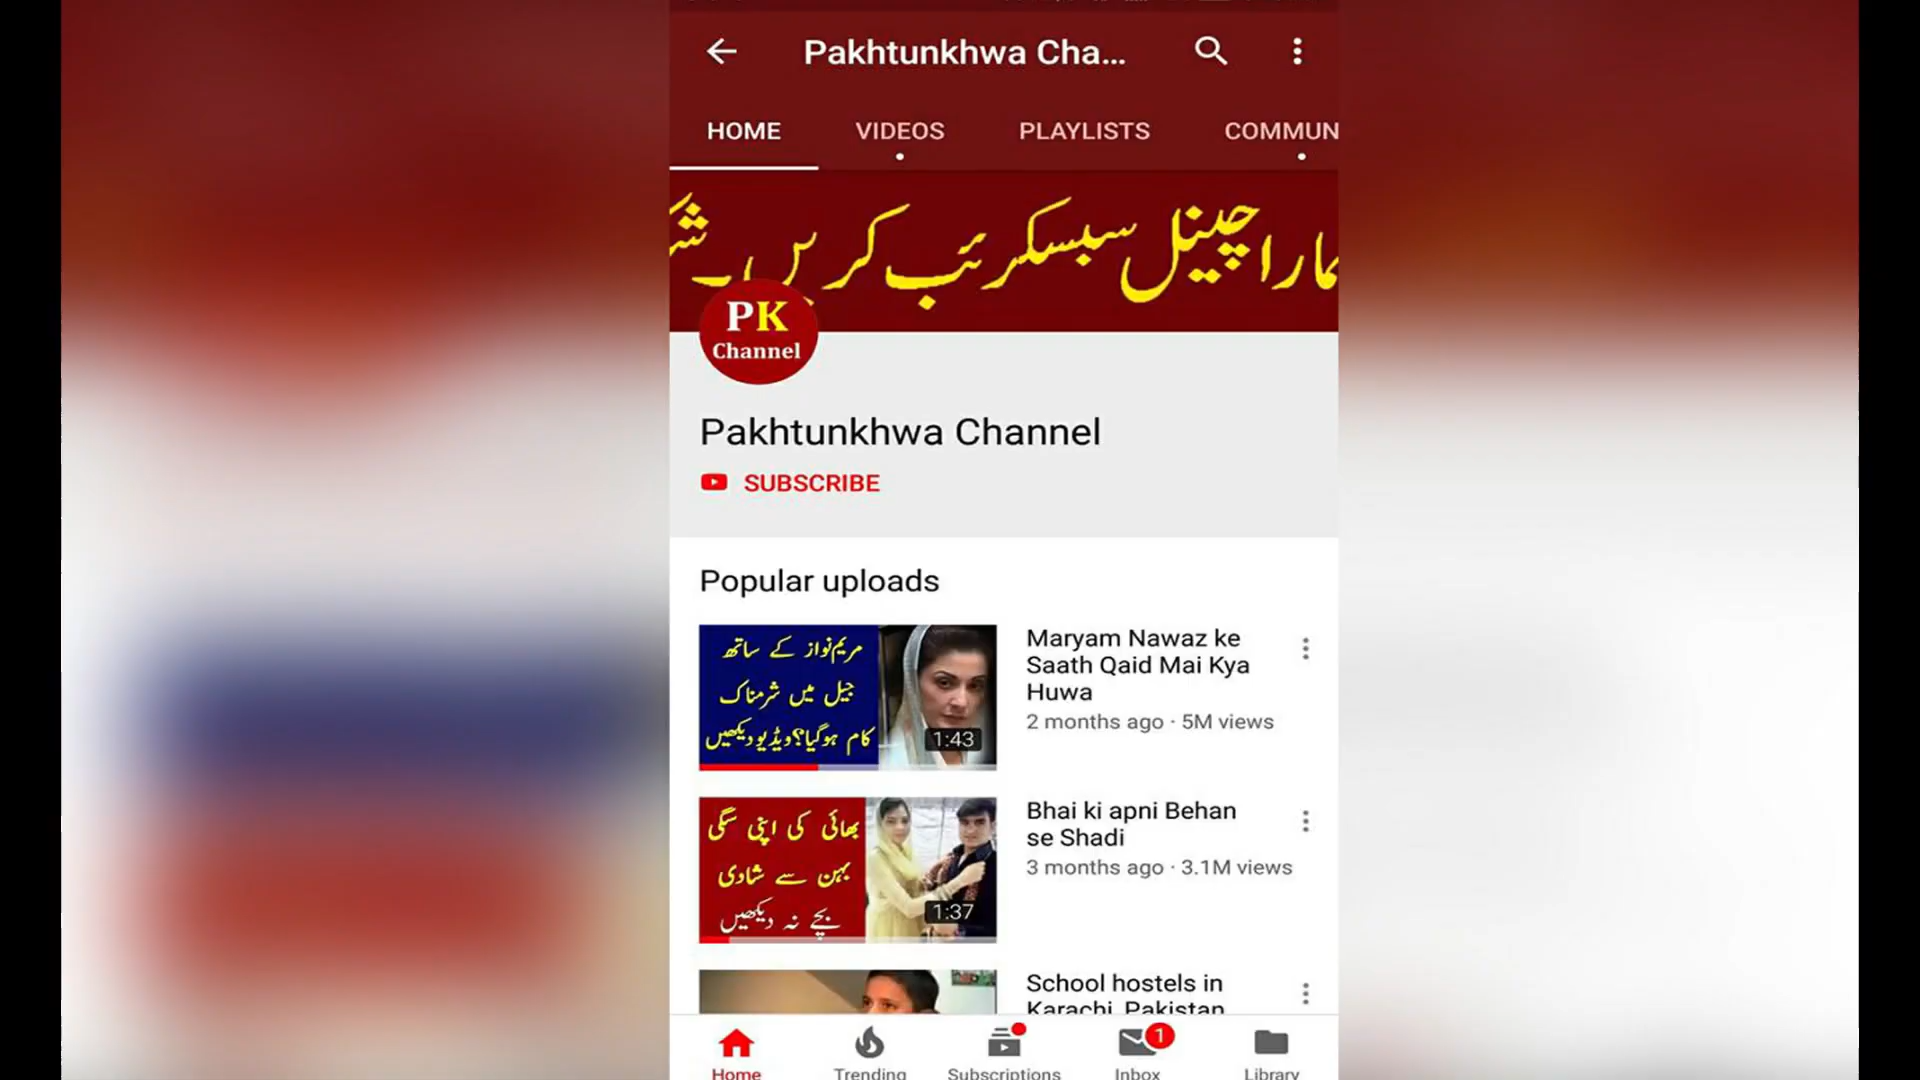 Pakhtunkhwa Cha...
HOME VIDEOS PLAYLISTS COMMUN
چینل سبسکرائب کریں۔
PK
Channel
Pakhtunkhwa Channel
SUBSCRIBE
Popular uploads
مریم نواز کے ساتھ
جیل میں شرمناک
کام ہوگیا؟ ویڈیو دیکھیں
1:43
Maryam Nawaz ke
Saath Qaid Mai Kya
Huwa
2 months ago · 5M views
بھائی کی اپنی سگی
بہن سے شادی
بچے نہ دیکھیں
1:37
Bhai ki apni Behan
se Shadi
3 months ago · 3.1M views
School hostels in
Karachi, Pakistan
1
Home Trending Subscriptions Inbox Library